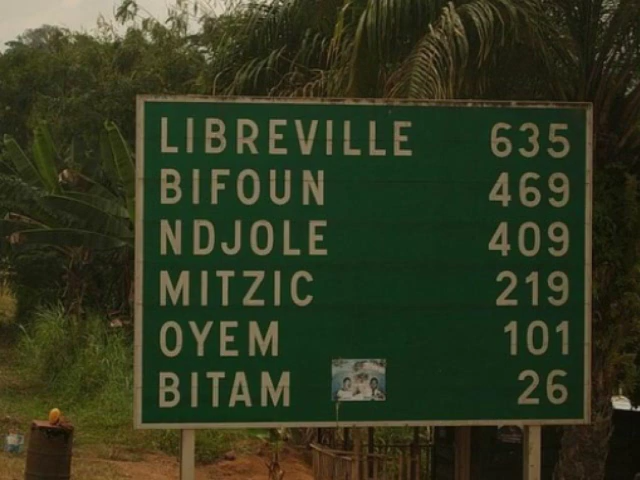 LIBREVILLE 635
BIFOUN 469
NDJOLE 409
MITZIC 219
OYEM 101
BITAM 26